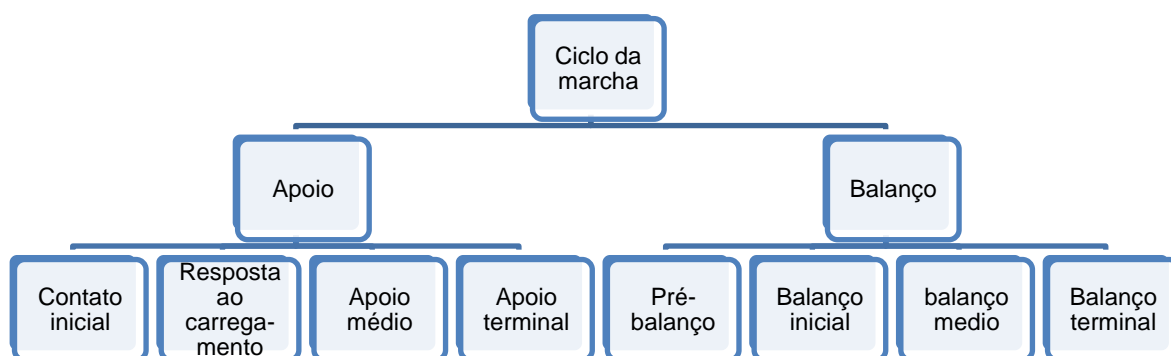 Ciclo da
marcha
Apoio
Balanço
Contato
inicial
Resposta
ao
carrega-
mento
Apoio
médio
Apoio
terminal
Pré-
balanço
Balanço
inicial
balanço
medio
Balanço
terminal